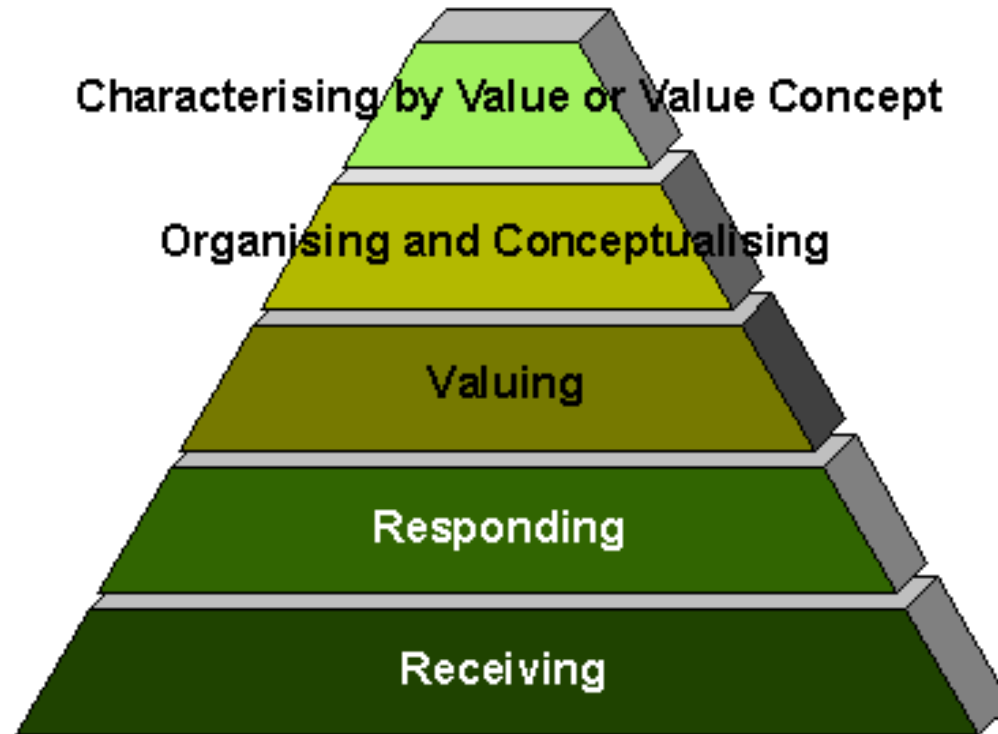 Characterising by Value or Value Concept
Organising and Conceptualising
Valuing
Responding
Receiving